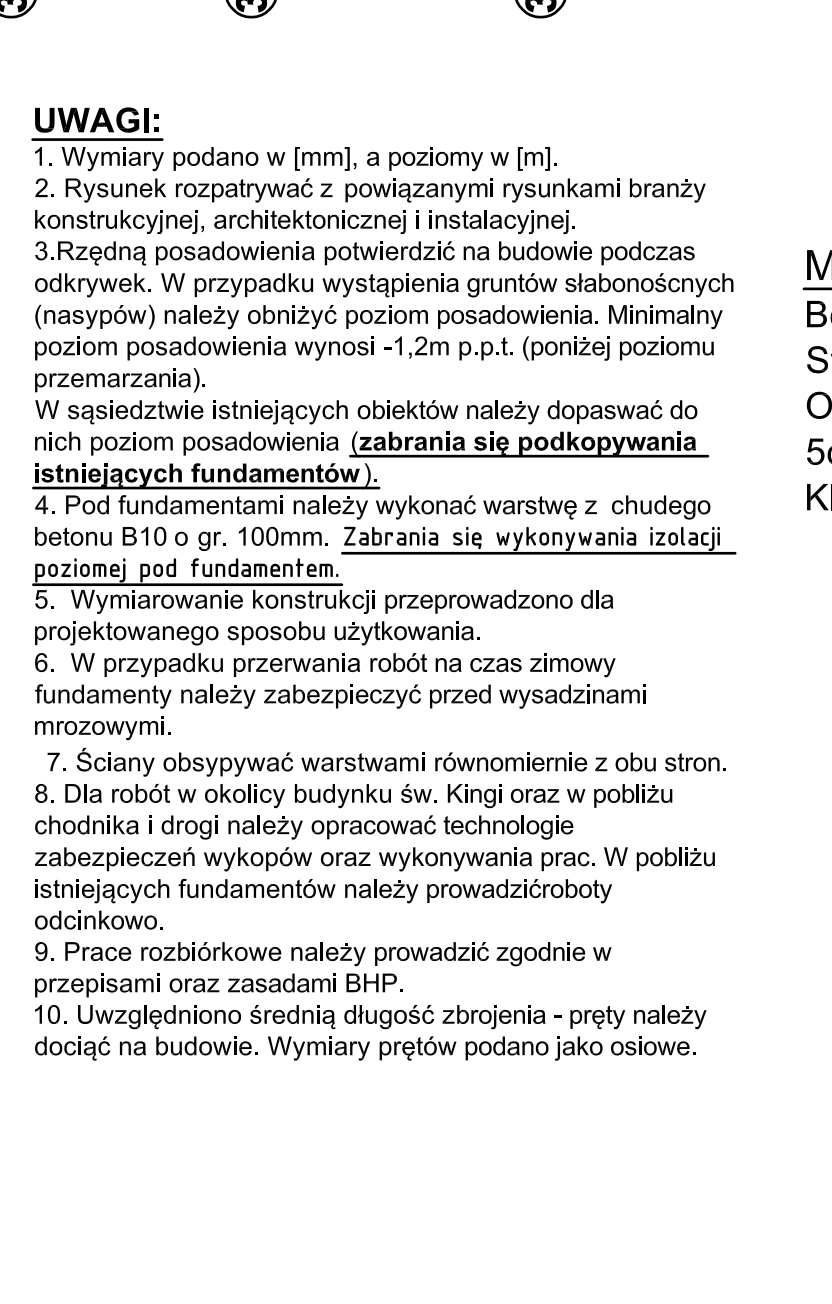 UWAGI:
1. Wymiary podano w [mm], a poziomy w [m].
2. Rysunek rozpatrywać z powiązanymi rysunkami branży
konstrukcyjnej, architektonicznej i instalacyjnej.
3.Rzędną posadowienia potwierdzić na budowie podczas
odkrywek. W przypadku wystąpienia gruntów słabonoścnych
(nasypów) należy obniżyć poziom posadowienia. Minimalny
poziom posadowienia wynosi -1,2m p.p.t. (poniżej poziomu
przemarzania).
W sąsiedztwie istniejących obiektów należy dopaswać do
nich poziom posadowienia (zabrania się podkopywania
istniejących fundamentów).
4. Pod fundamentami należy wykonać warstwę z chudego
betonu B10 o gr. 100mm. Zabrania się wykonywania izolacji
poziomej pod fundamentem.
5. Wymiarowanie konstrukcji przeprowadzono dla
projektowanego sposobu użytkowania.
6. W przypadku przerwania robót na czas zimowy
fundamenty należy zabezpieczyć przed wysadzinami
mrozowymi.
7. Ściany obsypywać warstwami równomiernie z obu stron.
8. Dla robót w okolicy budynku św. Kingi oraz w pobliżu
chodnika i drogi należy opracować technologie
zabezpieczeń wykopów oraz wykonywania prac. W pobliżu
istniejących fundamentów należy prowadzićroboty
odcinkowo.
9. Prace rozbiórkowe należy prowadzić zgodnie w
przepisami oraz zasadami BHP.
10. Uwzględniono średnią długość zbrojenia - pręty należy
dociąć na budowie. Wymiary prętów podano jako osiowe.